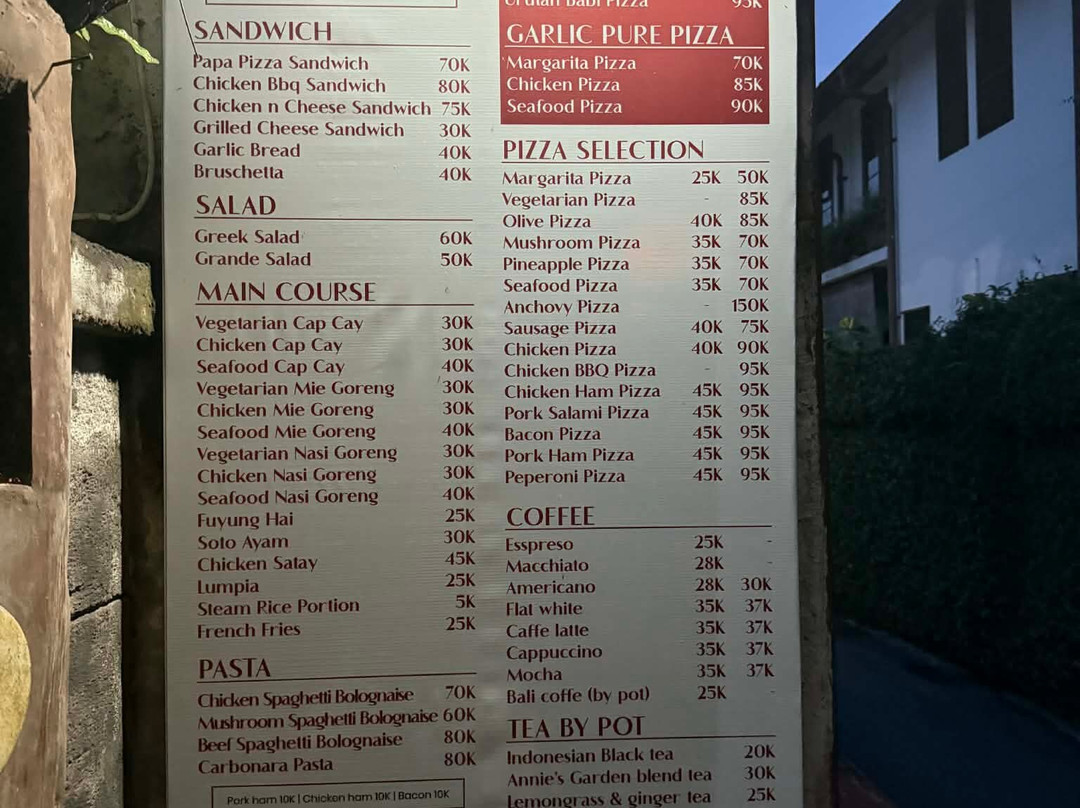 SANDWICH
Papa Pizza Sandwich 70K
Chicken Bbq Sandwich 80K
Chicken n Cheese Sandwich 75K
Grilled Cheese Sandwich 30K
Garlic Bread 40K
Bruschetta 40K
SALAD
Greek Salad 60K
Grande Salad 50K
MAIN COURSE
Vegetarian Cap Cay 30K
Chicken Cap Cay 30K
Seafood Cap Cay 40K
Vegetarian Mie Goreng 30K
Chicken Mie Goreng 30K
Seafood Mie Goreng 40K
Vegetarian Nasi Goreng 30K
Chicken Nasi Goreng 30K
Seafood Nasi Goreng 40K
Fuyung Hai 25K
Soto Ayam 30K
Chicken Satay 45K
Lumpia 25K
Steam Rice Portion 5K
French Fries 25K
PASTA
Chicken Spaghetti Bolognaise 70K
Mushroom Spaghetti Bolognaise 60K
Beef Spaghetti Bolognaise 80K
Carbonara Pasta 80K
Pork ham 10K | Chicken ham 10K | Bacon 10K
Urutan Babi Pizza 95K
GARLIC PURE PIZZA
Margarita Pizza 70K
Chicken Pizza 85K
Seafood Pizza 90K
PIZZA SELECTION
Margarita Pizza 25K 50K
Vegetarian Pizza - 85K
Olive Pizza 40K 85K
Mushroom Pizza 35K 70K
Pineapple Pizza 35K 70K
Seafood Pizza 35K 70K
Anchovy Pizza - 150K
Sausage Pizza 40K 75K
Chicken Pizza 40K 90K
Chicken BBQ Pizza - 95K
Chicken Ham Pizza 45K 95K
Pork Salami Pizza 45K 95K
Bacon Pizza 45K 95K
Pork Ham Pizza 45K 95K
Peperoni Pizza 45K 95K
COFFEE
Esspreso 25K -
Macchiato 28K -
Americano 28K 30K
Flat white 35K 37K
Caffe latte 35K 37K
Cappuccino 35K 37K
Mocha 35K 37K
Bali coffe (by pot) 25K -
TEA BY POT
Indonesian Black tea 20K
Annie's Garden blend tea 30K
Lemongrass & ginger tea 25K